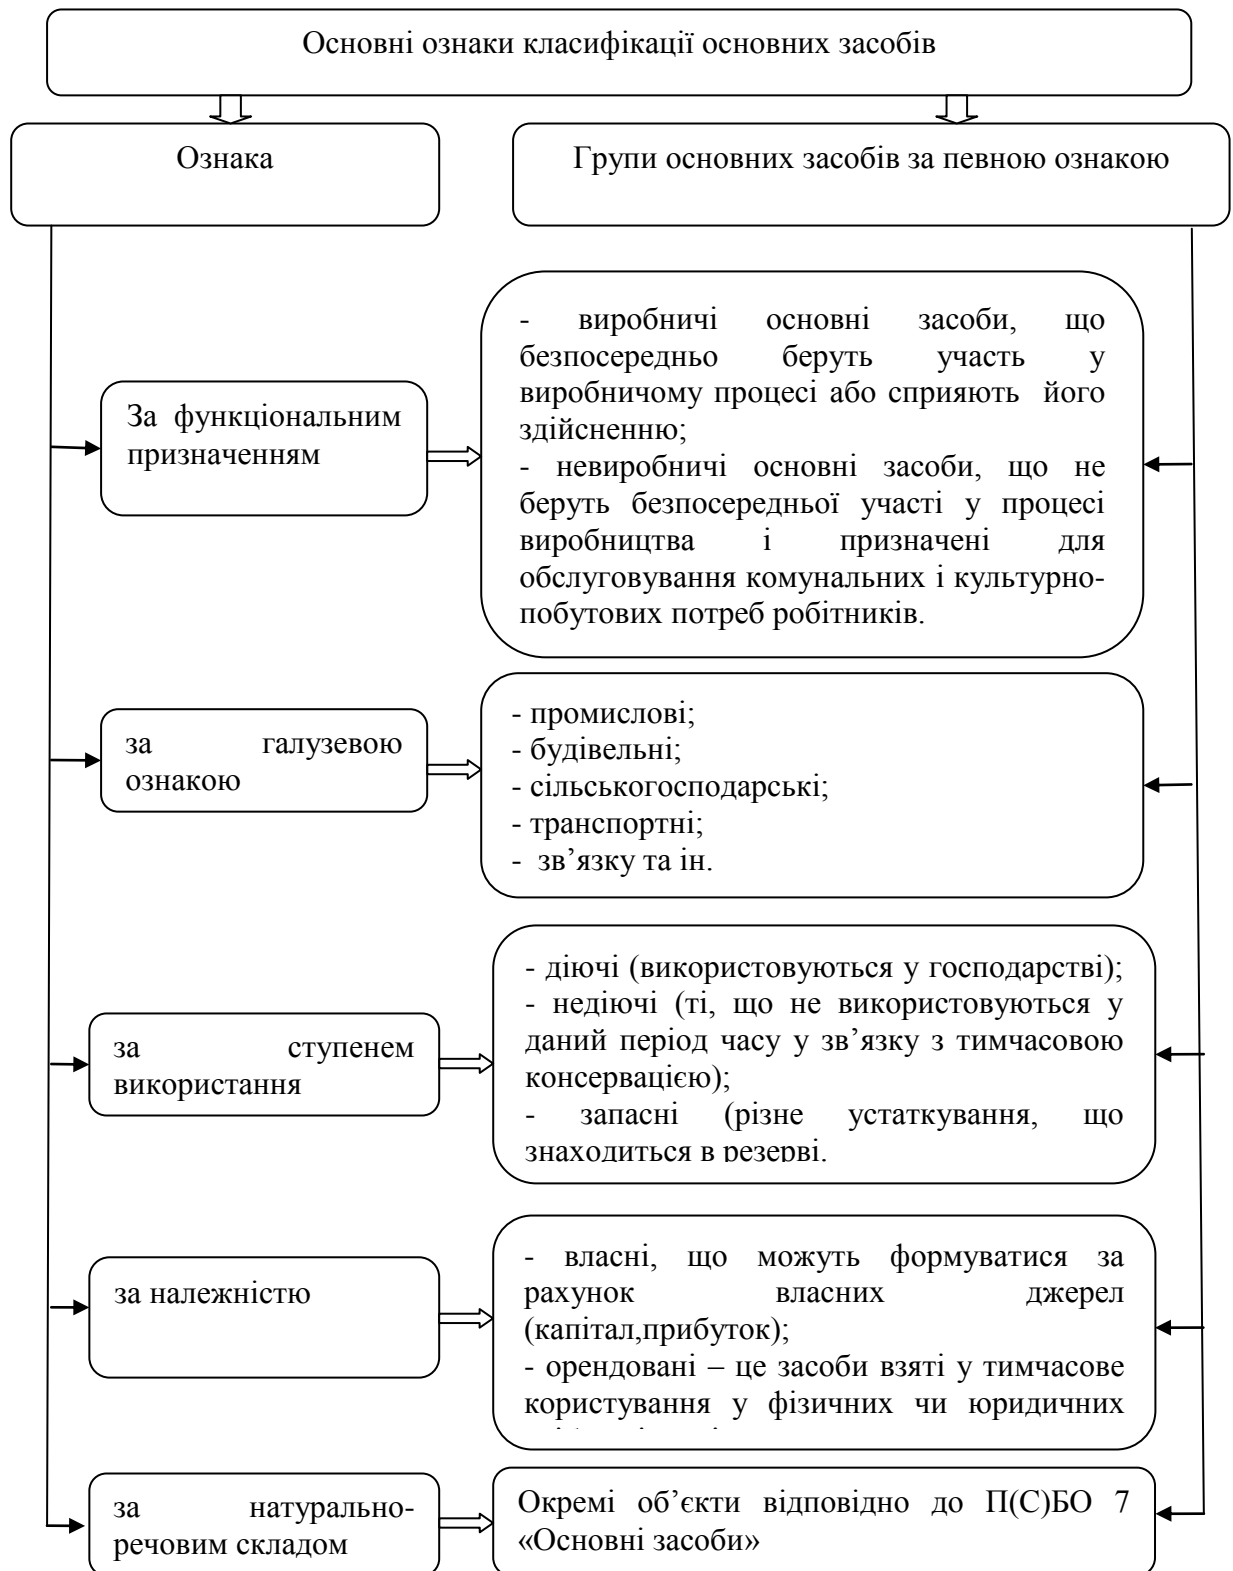 Основні ознаки класифікації основних засобів
Ознака
Групи основних засобів за певною ознакою
За функціональним
призначенням
- виробничі основні засоби, що
безпосередньо беруть участь у
виробничому процесі або сприяють його
здійсненню;
- невиробничі основні засоби, що не
беруть безпосередньої участі у процесі
виробництва і призначені для
обслуговування комунальних і культурно-
побутових потреб робітників.
за галузевою
ознакою
- промислові;
- будівельні;
- сільськогосподарські;
- транспортні;
- зв’язку та ін.
за ступенем
використання
- діючі (використовуються у господарстві);
- недіючі (ті, що не використовуються у
даний період часу у зв’язку з тимчасовою
консервацією);
- запасні (різне устаткування, що
знаходиться в резерві.
за належністю
- власні, що можуть формуватися за
рахунок власних джерел
(капітал,прибуток);
- орендовані – це засоби взяті у тимчасове
користування у фізичних чи юридичних
за натурально-
речовим складом
Окремі об’єкти відповідно до П(С)БО 7
«Основні засоби»